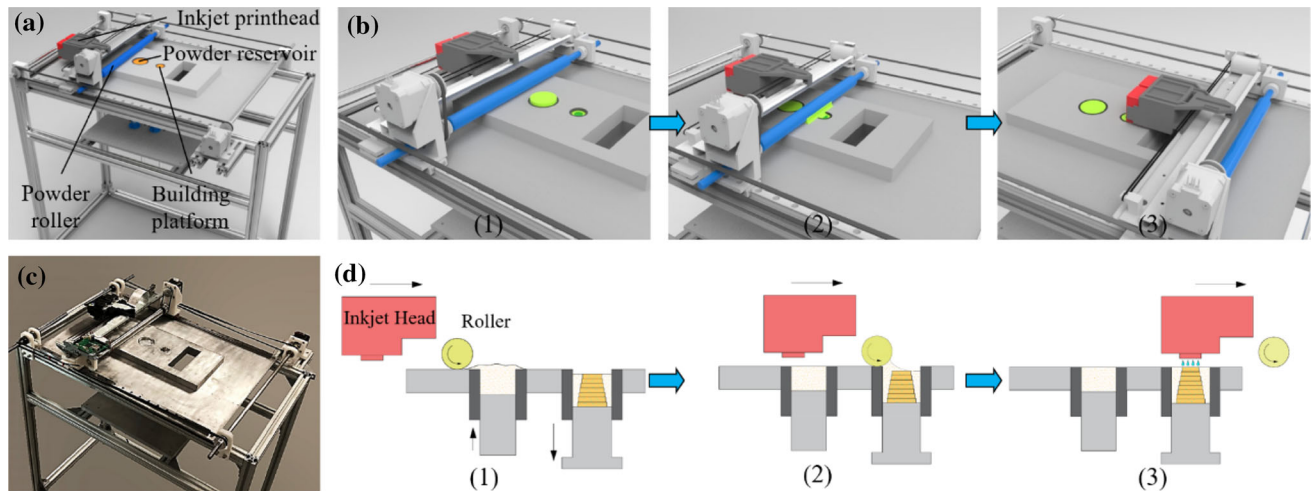 (a)
Inkjet printhead
Powder reservoir
Powder
roller
Building
platform
(b)
(1)
(2)
(3)
(c)
(d)
Inkjet Head
Roller
(1)
(2)
(3)